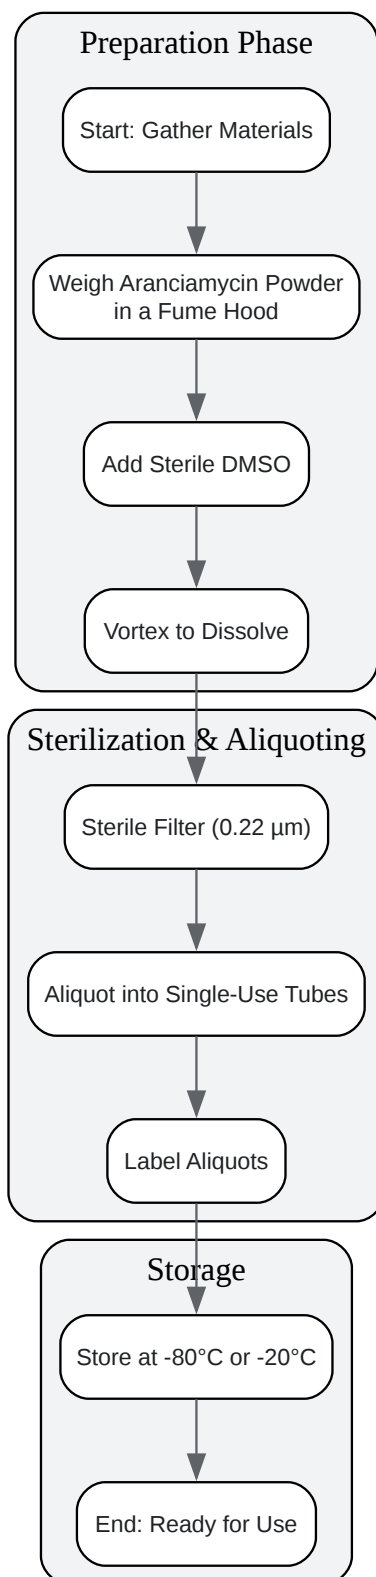 Preparation Phase
Start: Gather Materials
Weigh Aranciamycin Powder
in a Fume Hood
Add Sterile DMSO
Vortex to Dissolve
Sterilization & Aliquoting
Sterile Filter (0.22 µm)
Aliquot into Single-Use Tubes
Label Aliquots
Storage
Store at -80°C or -20°C
End: Ready for Use